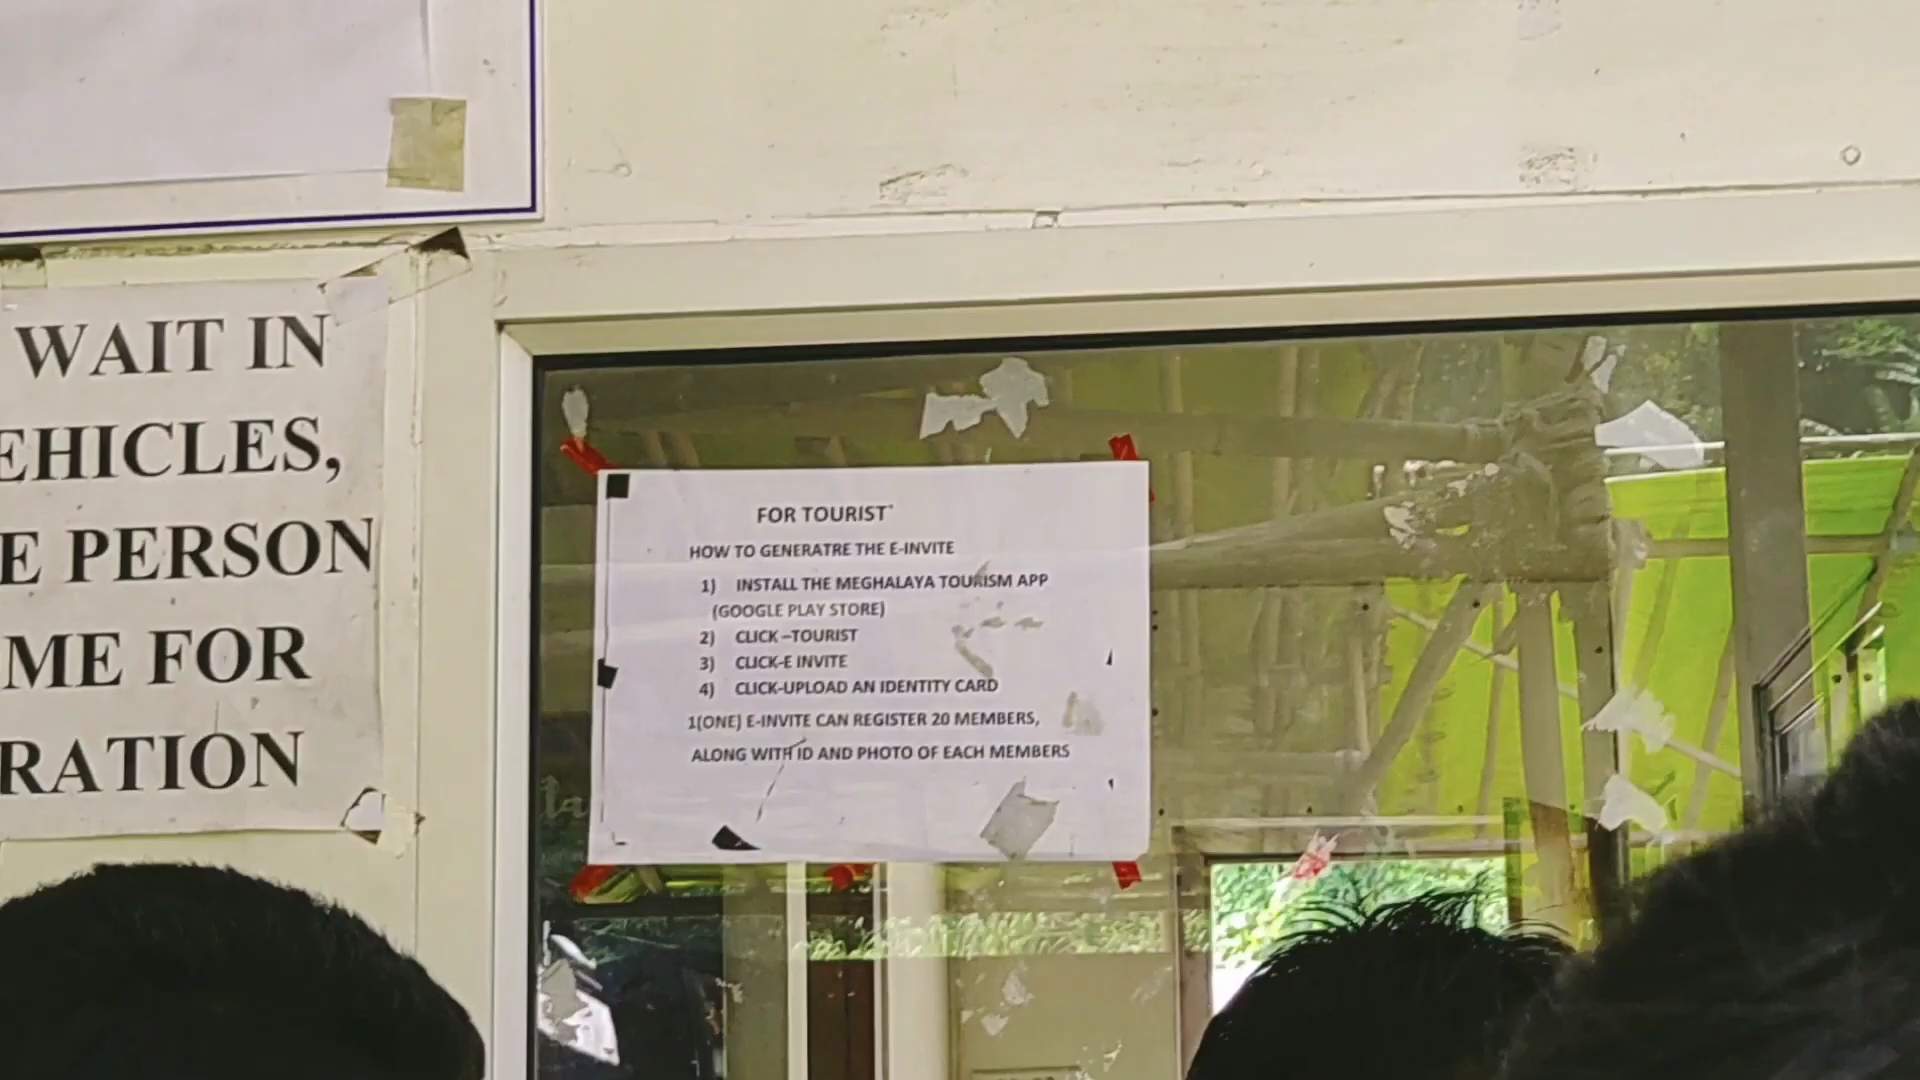 WAIT IN
EHICLES,
E PERSON
ME FOR
RATION
FOR TOURIST
HOW TO GENERATRE THE E-INVITE
1) INSTALL THE MEGHALAYA TOURISM APP
(GOOGLE PLAY STORE)
2) CLICK –TOURIST
3) CLICK-E INVITE
4) CLICK-UPLOAD AN IDENTITY CARD
1(ONE) E-INVITE CAN REGISTER 20 MEMBERS,
ALONG WITH ID AND PHOTO OF EACH MEMBERS